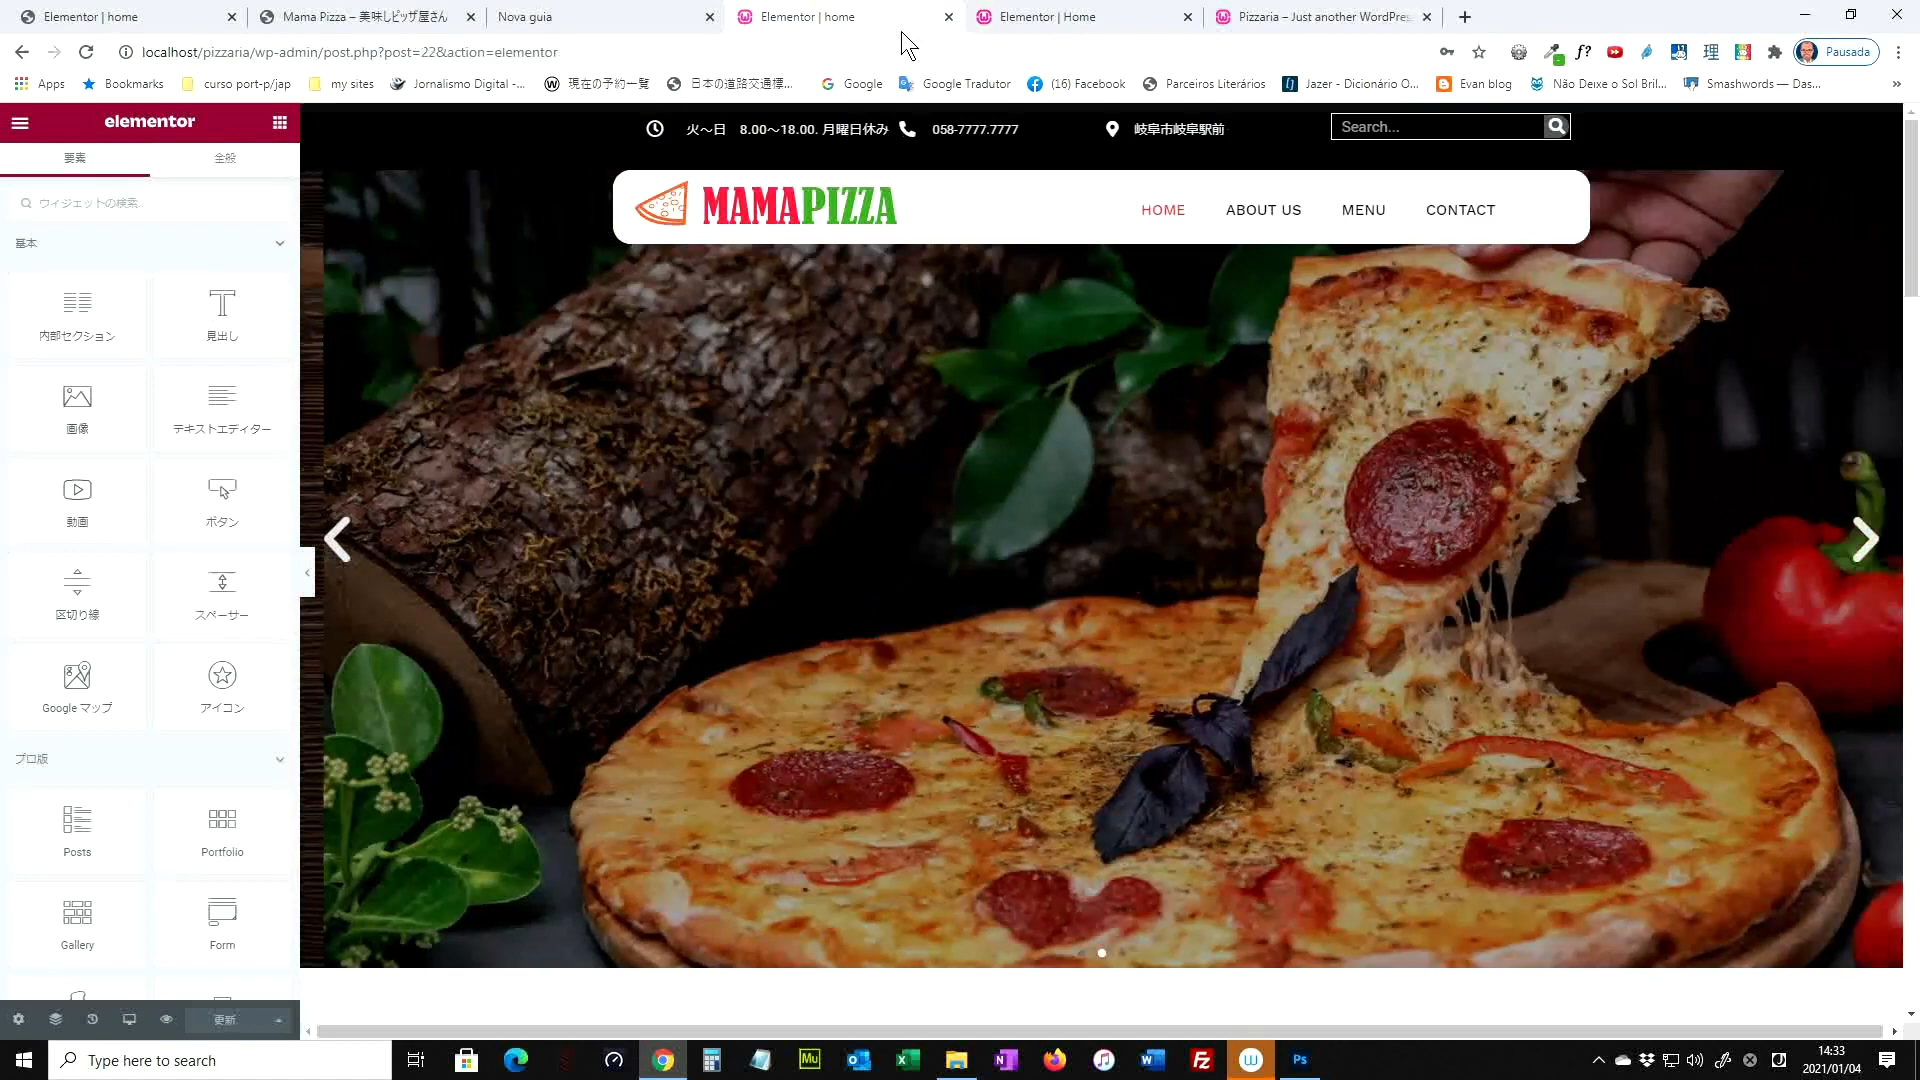 Elementor | home
Mama Pizza – 美味しピッザ屋さん
Nova guia
Elementor | home
Elementor | Home
Pizzaria – Just another WordPres
localhost/pizzaria/wp-admin/post.php?post=22&action=elementor
Pausada
Apps
Bookmarks
curso port-p/jap
my sites
Jornalismo Digital -...
現在の予約一覧
日本の道路交通標...
Google
Google Tradutor
(16) Facebook
Parceiros Literários
Jazer - Dicionário O...
Evan blog
Não Deixe o Sol Bril...
Smashwords — Das...
»
elementor
要素
全般
ウィジェットの検索...
基本
内部セクション
見出し
画像
テキストエディター
動画
ボタン
区切り線
スペーサー
Google マップ
アイコン
プロ版
Posts
Portfolio
Gallery
Form
更新
火～日 8.00～18.00. 月曜日休み
058-7777.7777
岐阜市岐阜駅前
Search...
MAMAPIZZA
HOME
ABOUT US
MENU
CONTACT
Type here to search
14:33
2021/01/04